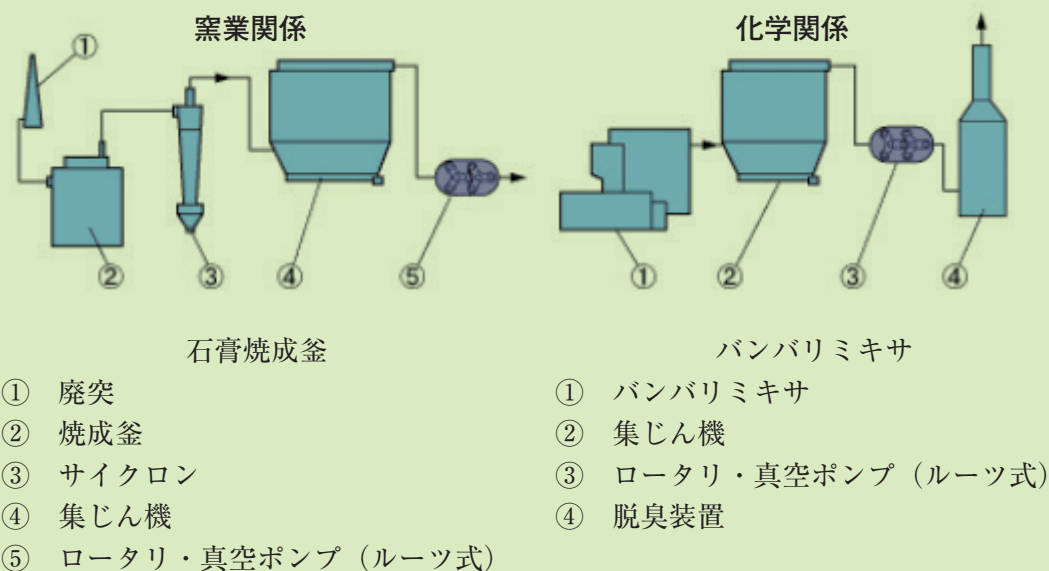 窯業関係
①
②
③
④
⑤
石膏焼成釜
① 廃突
② 焼成釜
③ サイクロン
④ 集じん機
⑤ ロータリ・真空ポンプ（ルーツ式）
化学関係
①
②
③
④
バンバリミキサ
① バンバリミキサ
② 集じん機
③ ロータリ・真空ポンプ（ルーツ式）
④ 脱臭装置